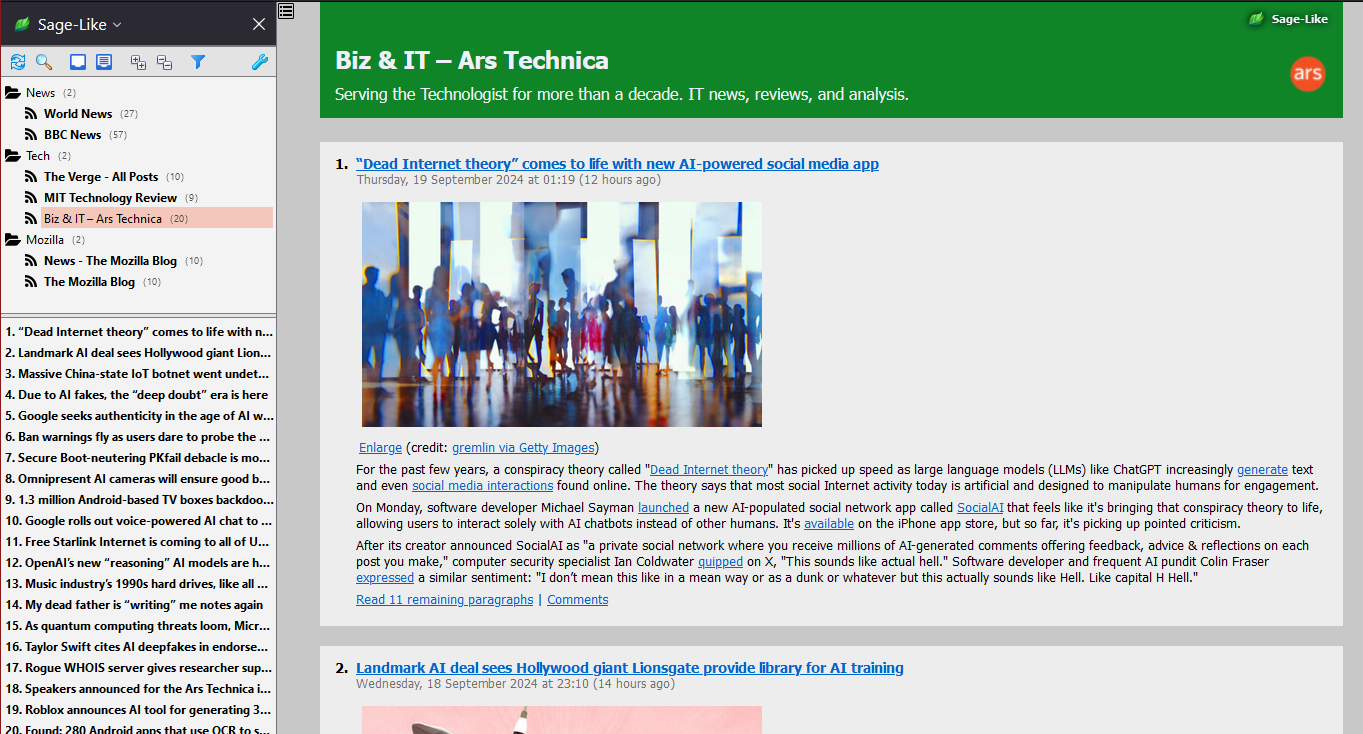 Sage-Like
News (2)
World News (27)
BBC News (57)
Tech (2)
The Verge - All Posts (10)
MIT Technology Review (9)
Biz & IT – Ars Technica (20)
Mozilla (2)
News - The Mozilla Blog (10)
The Mozilla Blog (10)
1. “Dead Internet theory” comes to life with n...
2. Landmark AI deal sees Hollywood giant Lion...
3. Massive China-state IoT botnet went undet...
4. Due to AI fakes, the “deep doubt” era is here
5. Google seeks authenticity in the age of AI w...
6. Ban warnings fly as users dare to probe the ...
7. Secure Boot-neutering PKfail debacle is mo...
8. Omnipresent AI cameras will ensure good b...
9. 1.3 million Android-based TV boxes backdoo...
10. Google rolls out voice-powered AI chat to ...
11. Free Starlink Internet is coming to all of U...
12. OpenAI’s new “reasoning” AI models are h...
13. Music industry’s 1990s hard drives, like all ...
14. My dead father is “writing” me notes again
15. As quantum computing threats loom, Micr...
16. Taylor Swift cites AI deepfakes in endorse...
17. Rogue WHOIS server gives researcher sup...
18. Speakers announced for the Ars Technica i...
19. Roblox announces AI tool for generating 3...
20. Found: 280 Android apps that use OCR to s...
Sage-Like
Biz & IT – Ars Technica
Serving the Technologist for more than a decade. IT news, reviews, and analysis.
ars
1. “Dead Internet theory” comes to life with new AI-powered social media app
Thursday, 19 September 2024 at 01:19 (12 hours ago)
Enlarge (credit: gremlin via Getty Images)
For the past few years, a conspiracy theory called "Dead Internet theory" has picked up speed as large language models (LLMs) like ChatGPT increasingly generate text
and even social media interactions found online. The theory says that most social Internet activity today is artificial and designed to manipulate humans for engagement.
On Monday, software developer Michael Sayman launched a new AI-populated social network app called SocialAI that feels like it's bringing that conspiracy theory to life,
allowing users to interact solely with AI chatbots instead of other humans. It's available on the iPhone app store, but so far, it's picking up pointed criticism.
After its creator announced SocialAI as "a private social network where you receive millions of AI-generated comments offering feedback, advice & reflections on each
post you make," computer security specialist Ian Coldwater quipped on X, "This sounds like actual hell." Software developer and frequent AI pundit Colin Fraser
expressed a similar sentiment: "I don’t mean this like in a mean way or as a dunk or whatever but this actually sounds like Hell. Like capital H Hell."
Read 11 remaining paragraphs | Comments
2. Landmark AI deal sees Hollywood giant Lionsgate provide library for AI training
Wednesday, 18 September 2024 at 23:10 (14 hours ago)